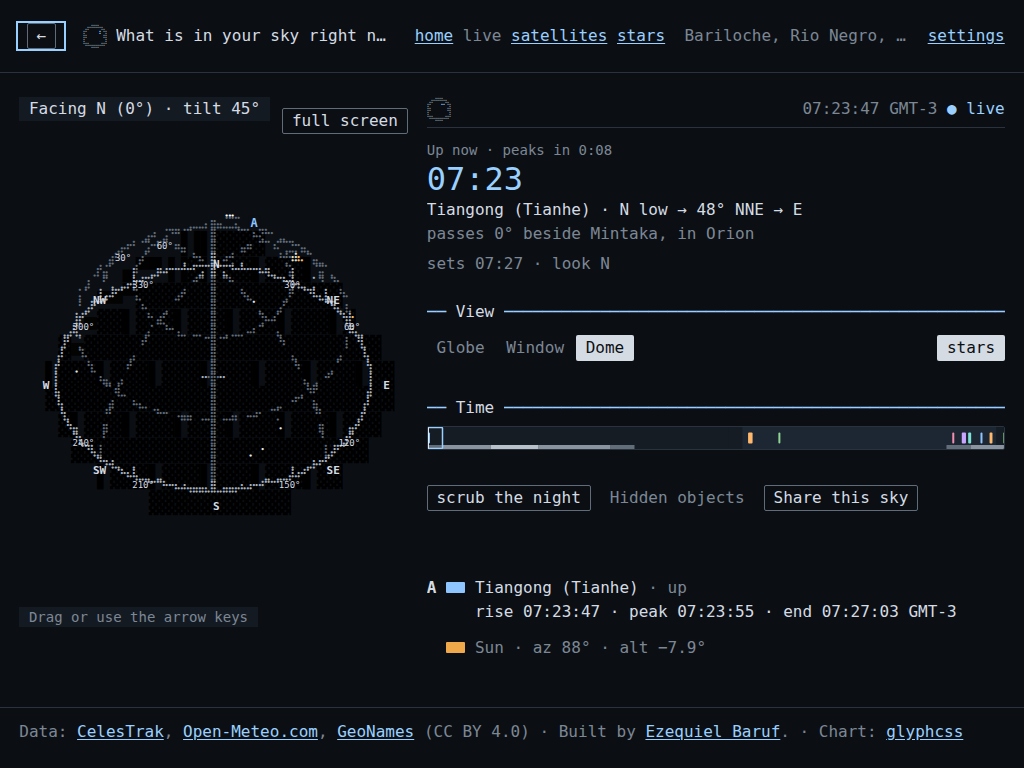 ← What is in your sky right n… home live satellites stars Bariloche, Rio Negro, … settings
Facing N (0°) · tilt 45°
full screen
07:23:47 GMT-3 ● live
Up now · peaks in 0:08
07:23
Tiangong (Tianhe) · N low → 48° NNE → E
passes 0° beside Mintaka, in Orion
sets 07:27 · look N
A
60°
30°
N
330°
30°
NW
NE
300°
60°
W
E
240°
120°
SW
SE
210°
150°
S
View
Globe Window Dome stars
Time
scrub the night Hidden objects Share this sky
A Tiangong (Tianhe) · up
rise 07:23:47 · peak 07:23:55 · end 07:27:03 GMT-3
Sun · az 88° · alt −7.9°
Drag or use the arrow keys
Data: CelesTrak, Open-Meteo.com, GeoNames (CC BY 4.0) · Built by Ezequiel Baruf. · Chart: glyphcss